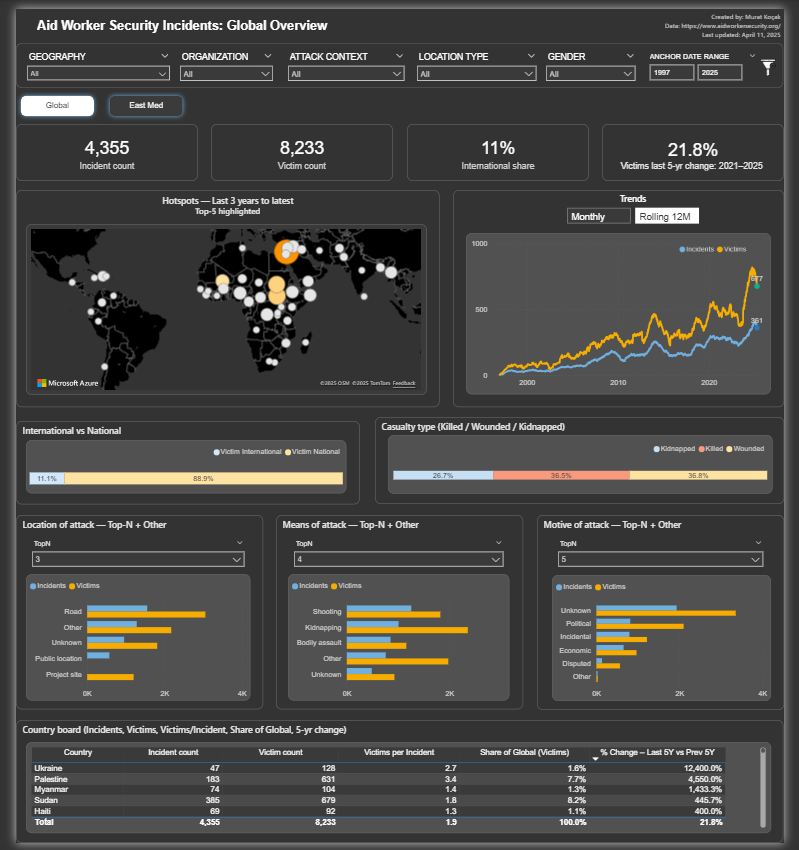 Aid Worker Security Incidents: Global Overview
Created by: Murat Koçak
Data: https://www.aidworkersecurity.org/
Last updated: April 11, 2025
GEOGRAPHY
ORGANIZATION
ATTACK CONTEXT
LOCATION TYPE
GENDER
ANCHOR DATE RANGE
All
All
All
All
All
1997
2025
Global
East Med
4,355
Incident count
8,233
Victim count
11%
International share
21.8%
Victims last 5-yr change: 2021–2025
Hotspots — Last 3 years to latest
Top-5 highlighted
Microsoft Azure
©2025 OSM ©2025 TomTom Feedback
Trends
Monthly
Rolling 12M
Incidents
Victims
1000
500
0
677
361
2000
2010
2020
International vs National
Victim International
Victim National
11.1%
88.9%
Casualty type (Killed / Wounded / Kidnapped)
Kidnapped
Killed
Wounded
26.7%
36.5%
36.8%
Location of attack — Top-N + Other
TopN
3
Incidents
Victims
Road
Other
Unknown
Public location
Project site
0K
2K
4K
Means of attack — Top-N + Other
TopN
4
Incidents
Victims
Shooting
Kidnapping
Bodily assault
Other
Unknown
0K
2K
Motive of attack — Top-N + Other
TopN
5
Incidents
Victims
Unknown
Political
Incidental
Economic
Disputed
Other
0K
2K
4K
Country board (Incidents, Victims, Victims/Incident, Share of Global, 5-yr change)
Country Incident count Victim count Victims per Incident Share of Global (Victims) % Change – Last 5Y vs Prev 5Y
Ukraine 47 128 2.7 1.6% 12,400.0%
Palestine 183 631 3.4 7.7% 4,550.0%
Myanmar 74 104 1.4 1.3% 1,433.3%
Sudan 385 679 1.8 8.2% 445.7%
Haiti 69 92 1.3 1.1% 400.0%
Total 4,355 8,233 1.9 100.0% 21.8%